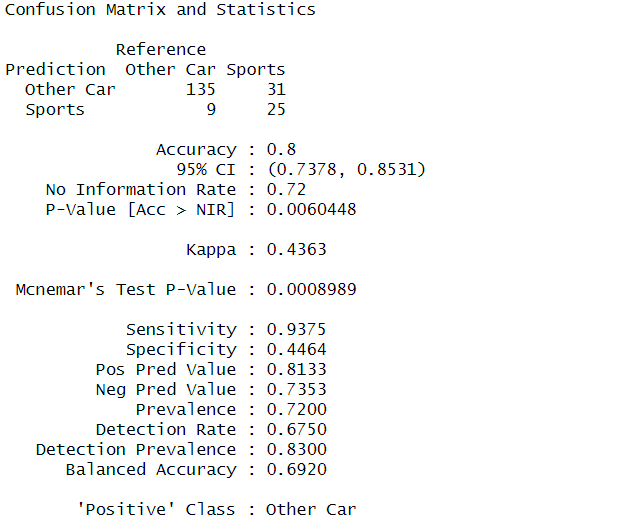 Confusion Matrix and Statistics
Reference
Prediction Other Car Sports
Other Car 135 31
Sports 9 25
Accuracy : 0.8
95% CI : (0.7378, 0.8531)
No Information Rate : 0.72
P-Value [Acc > NIR] : 0.0060448
Kappa : 0.4363
Mcnemar's Test P-Value : 0.0008989
Sensitivity : 0.9375
Specificity : 0.4464
Pos Pred Value : 0.8133
Neg Pred Value : 0.7353
Prevalence : 0.7200
Detection Rate : 0.6750
Detection Prevalence : 0.8300
Balanced Accuracy : 0.6920
'Positive' Class : Other Car